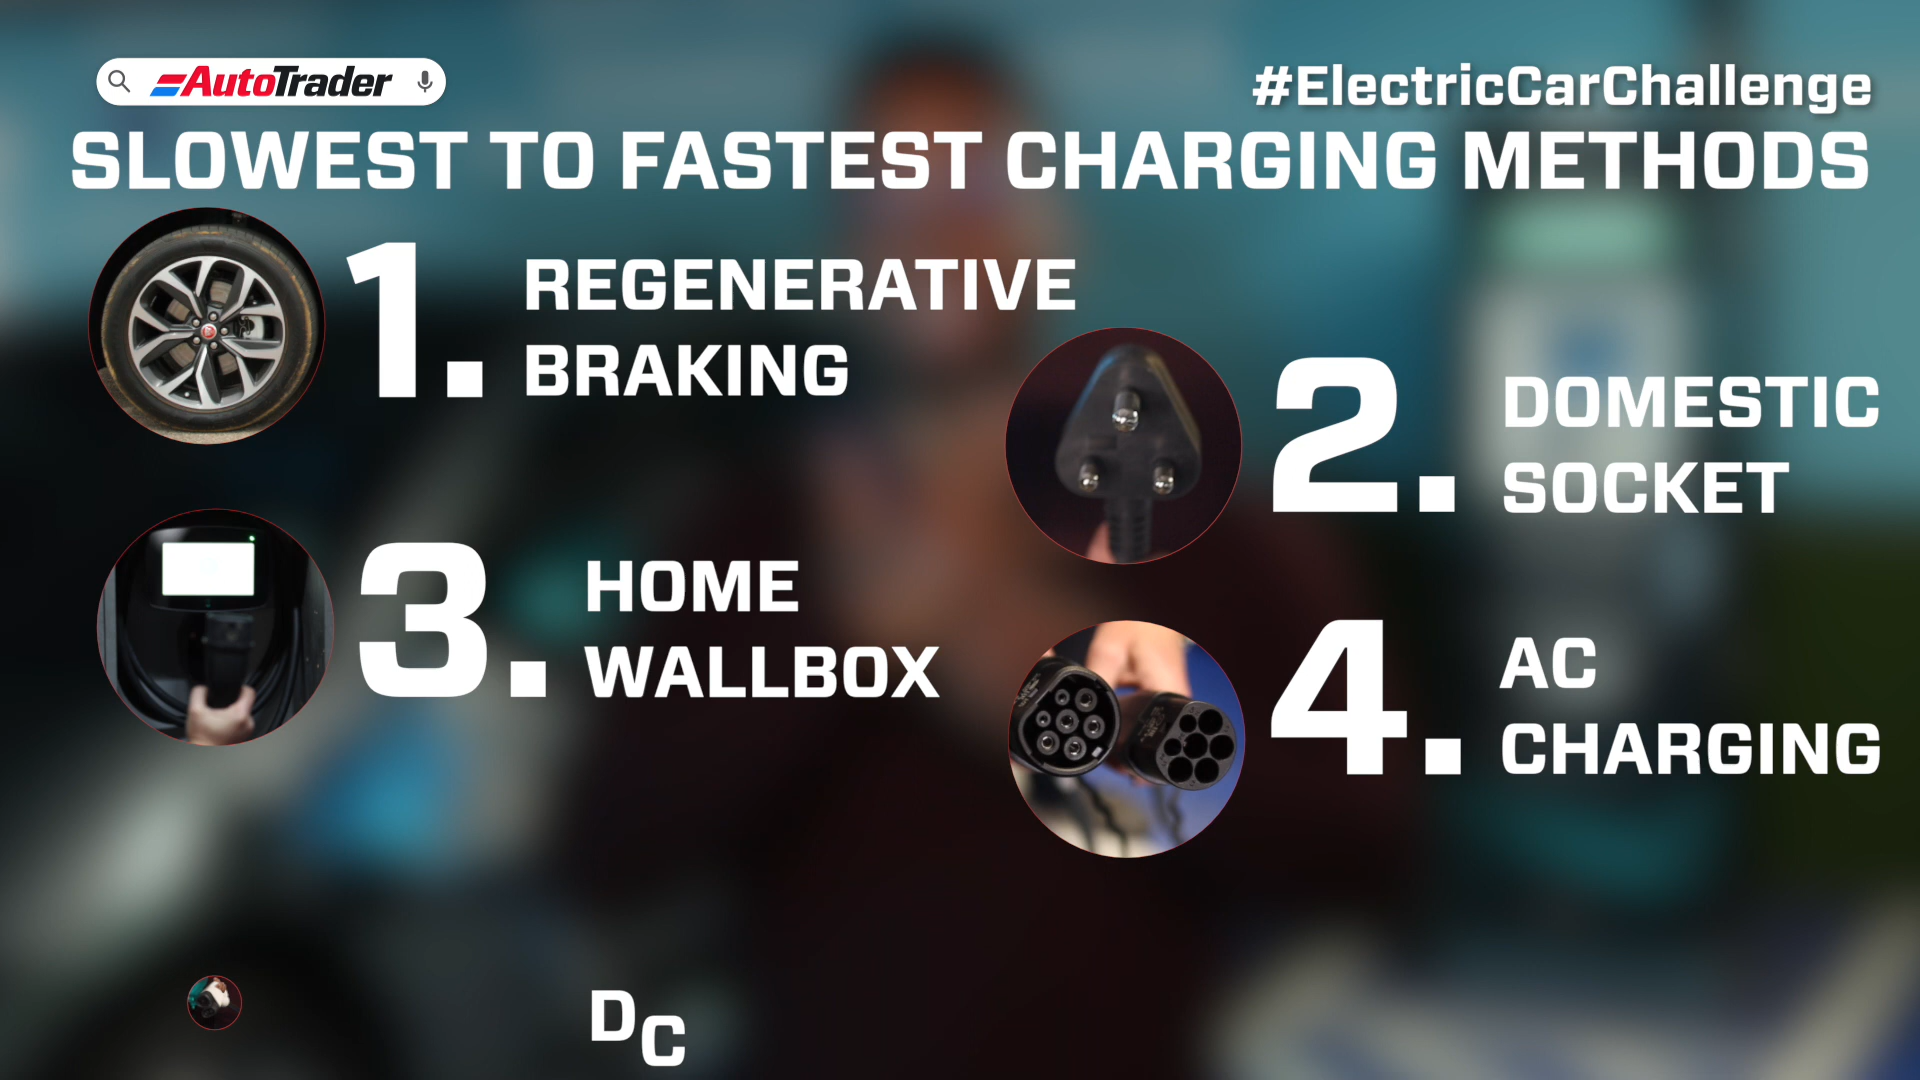 AutoTrader
#ElectricCarChallenge
SLOWEST TO FASTEST CHARGING METHODS
1. REGENERATIVE
BRAKING
2. DOMESTIC
SOCKET
3. HOME
WALLBOX
4. AC
CHARGING
DC